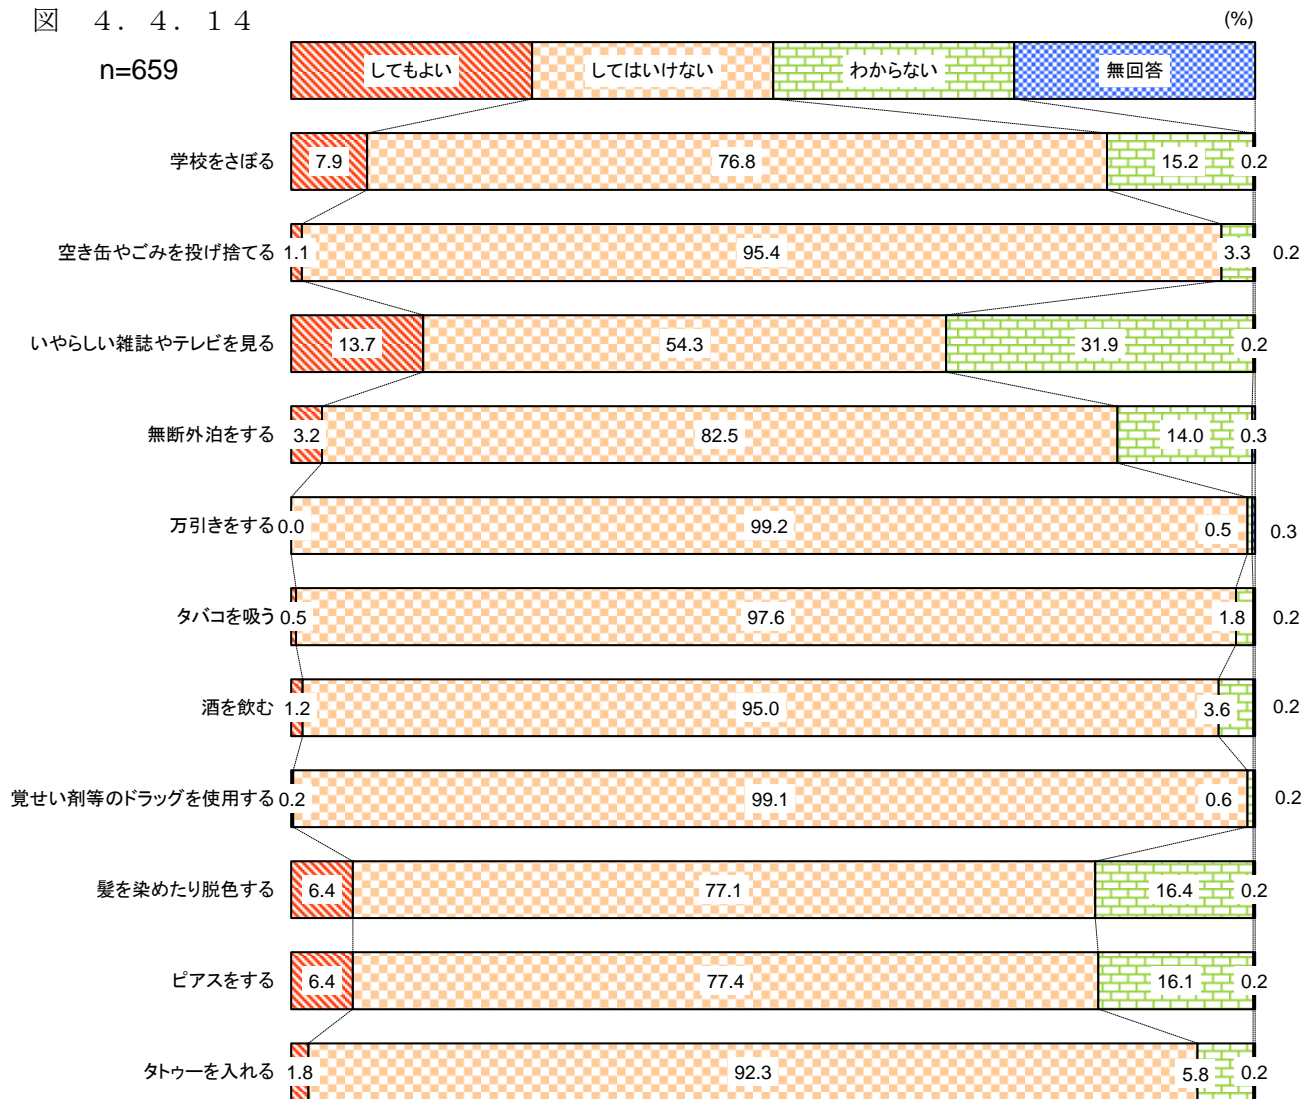 図 4.4.14
(%)
n=659
してもよい してはいけない わからない 無回答
学校をさぼる 7.9 76.8 15.2 0.2
空き缶やごみを投げ捨てる 1.1 95.4 3.3 0.2
いやらしい雑誌やテレビを見る 13.7 54.3 31.9 0.2
無断外泊をする 3.2 82.5 14.0 0.3
万引きをする 0.0 99.2 0.5 0.3
タバコを吸う 0.5 97.6 1.8 0.2
酒を飲む 1.2 95.0 3.6 0.2
覚せい剤等のドラッグを使用する 0.2 99.1 0.6 0.2
髪を染めたり脱色する 6.4 77.1 16.4 0.2
ピアスをする 6.4 77.4 16.1 0.2
タトゥーを入れる 1.8 92.3 5.8 0.2